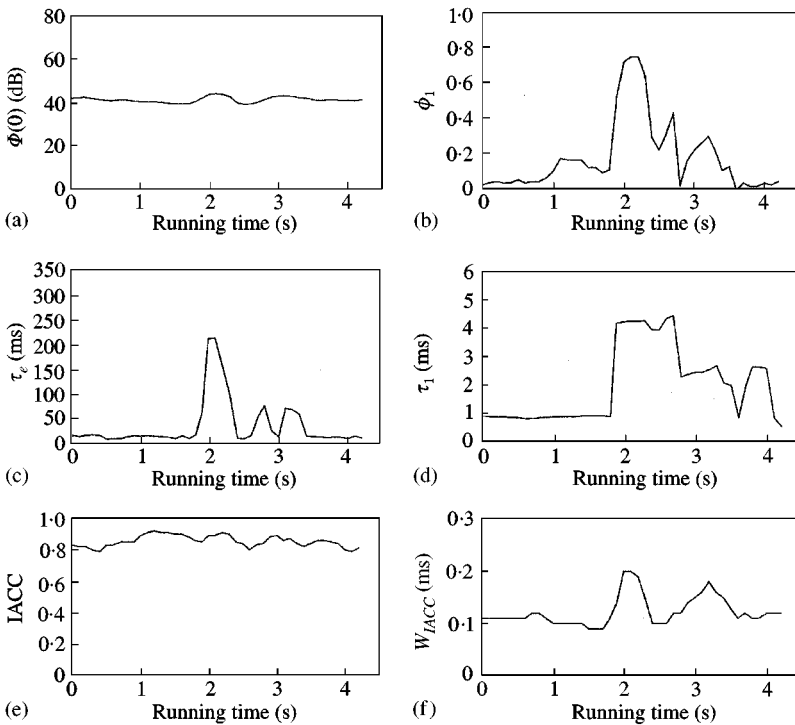 80
60
40
20
0
Φ(0) (dB)
0 1 2 3 4
(a) Running time (s)
1·0
0·8
0·6
0·4
0·2
0
ϕ1
0 1 2 3 4
(b) Running time (s)
350
300
250
200
150
100
50
0
τe (ms)
0 1 2 3 4
(c) Running time (s)
6
5
4
3
2
1
0
τ1 (ms)
0 1 2 3 4
(d) Running time (s)
1·0
0·8
0·6
0·4
0·2
0
IACC
0 1 2 3 4
(e) Running time (s)
0·3
0·2
0·1
0
WIACC (ms)
0 1 2 3 4
(f) Running time (s)